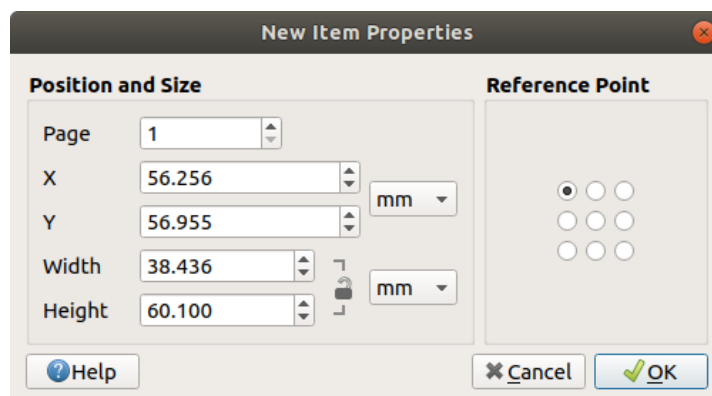 New Item Properties
Position and Size
Reference Point
Page 1
X 56.256
mm
Y 56.955
Width 38.436
mm
Height 60.100
Help
Cancel
OK